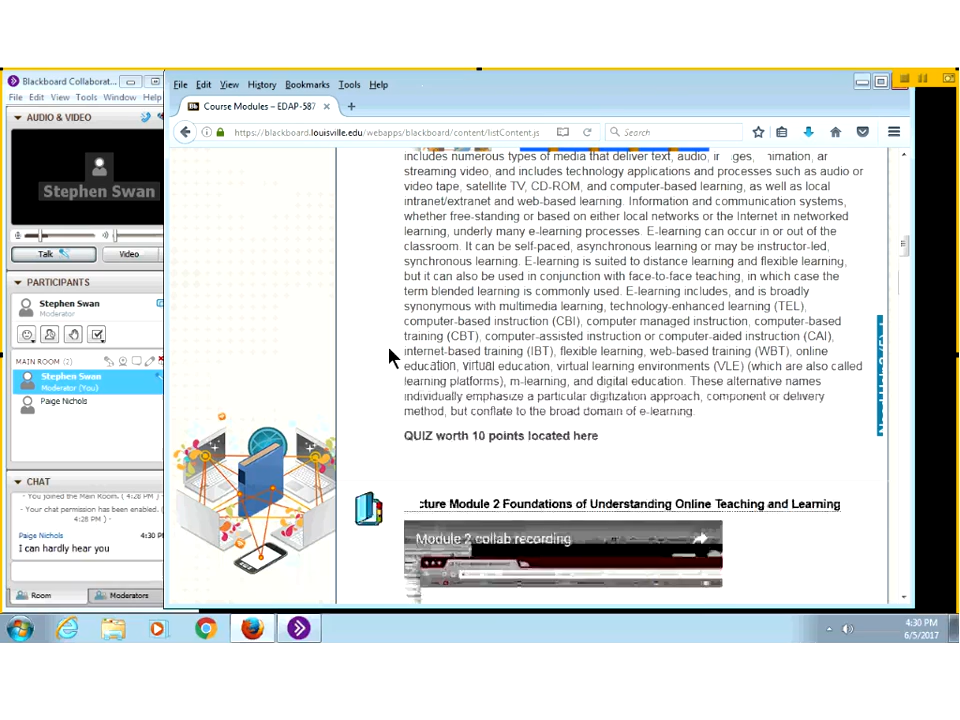 Blackboard Collaborat...
File Edit View Tools Window Help
AUDIO & VIDEO
Stephen Swan
Talk
Video
PARTICIPANTS
Stephen Swan
Moderator
MAIN ROOM (2)
Stephen Swan
Moderator (You)
Paige Nichols
CHAT
- You joined the Main Room. ( 4:28 PM ) -
- Your chat permission has been enabled. (
4:28 PM ) -
Paige Nichols 4:30 P
I can hardly hear you
Room
Moderators
File Edit View History Bookmarks Tools Help
Course Modules – EDAP-587
https://blackboard.louisville.edu/webapps/blackboard/content/listContent.js
Search
includes numerous types of media that deliver text, audio,
streaming video, and includes technology applications and processes such as audio or
video tape, satellite TV, CD-ROM, and computer-based learning, as well as local
intranet/extranet and web-based learning. Information and communication systems,
whether free-standing or based on either local networks or the Internet in networked
learning, underly many e-learning processes. E-learning can occur in or out of the
classroom. It can be self-paced, asynchronous learning or may be instructor-led,
synchronous learning. E-learning is suited to distance learning and flexible learning,
but it can also be used in conjunction with face-to-face teaching, in which case the
term blended learning is commonly used. E-learning includes, and is broadly
synonymous with multimedia learning, technology-enhanced learning (TEL),
computer-based instruction (CBI), computer managed instruction, computer-based
training (CBT), computer-assisted instruction or computer-aided instruction (CAI),
internet-based training (IBT), flexible learning, web-based training (WBT), online
education, virtual education, virtual learning environments (VLE) (which are also called
learning platforms), m-learning, and digital education. These alternative names
individually emphasize a particular digitization approach, component or delivery
method, but conflate to the broad domain of e-learning.
QUIZ worth 10 points located here
cture Module 2 Foundations of Understanding Online Teaching and Learning
Module 2 collab recording
4:30 PM
6/5/2017